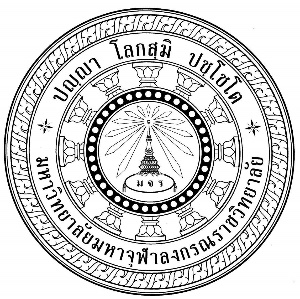 ปญฺญา โลกสฺมิ ปชฺโชโต
ม จ ร
มหาวิทยาลัยมหาจุฬาลงกรณราชวิทยาลัย